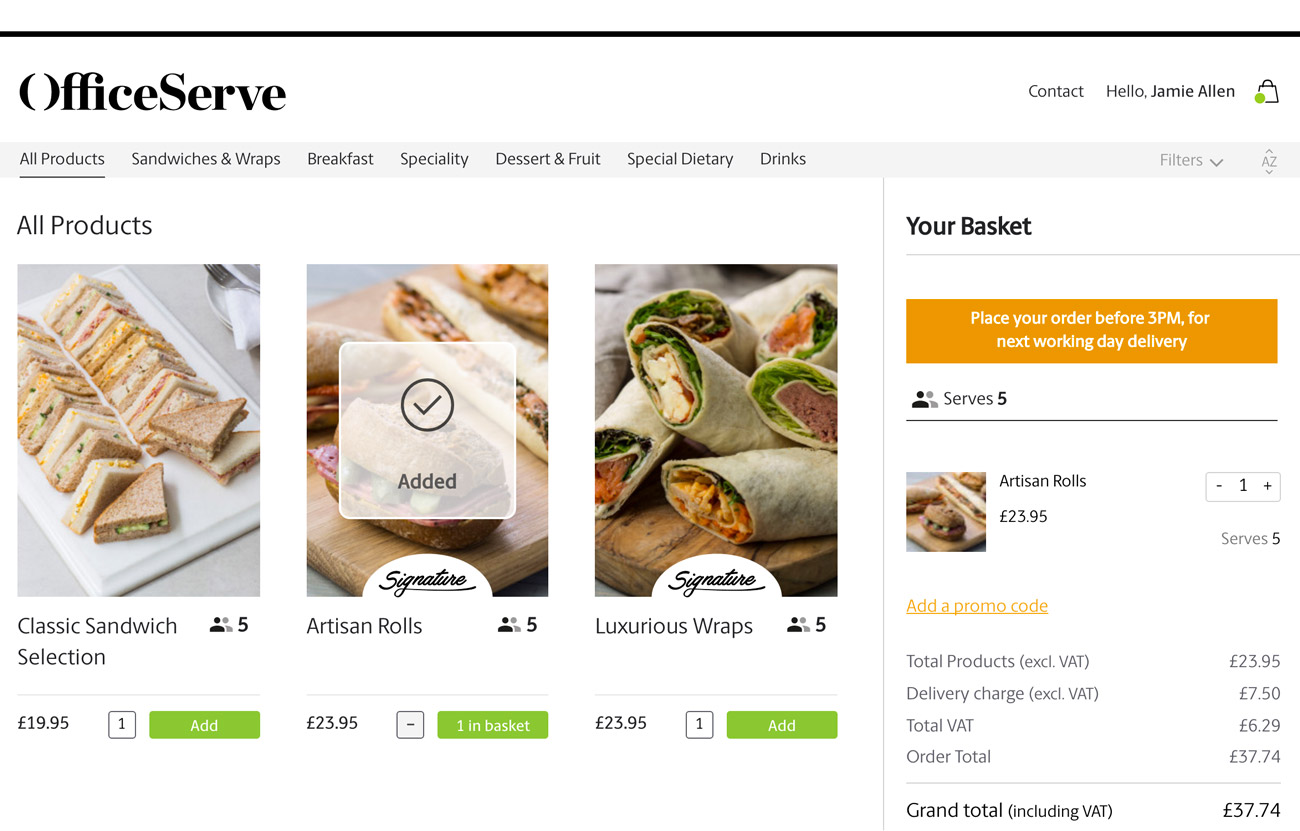 OfficeServe
Contact Hello, Jamie Allen
All Products Sandwiches & Wraps Breakfast Speciality Dessert & Fruit Special Dietary Drinks Filters AZ
All Products
Added
Signature
Signature
Classic Sandwich
Selection
5
Artisan Rolls 5
Luxurious Wraps 5
£19.95 1 Add
£23.95 - 1 in basket
£23.95 1 Add
Your Basket
Place your order before 3PM, for
next working day delivery
Serves 5
Artisan Rolls - 1 +
£23.95
Serves 5
Add a promo code
Total Products (excl. VAT) £23.95
Delivery charge (excl. VAT) £7.50
Total VAT £6.29
Order Total £37.74
Grand total (including VAT) £37.74